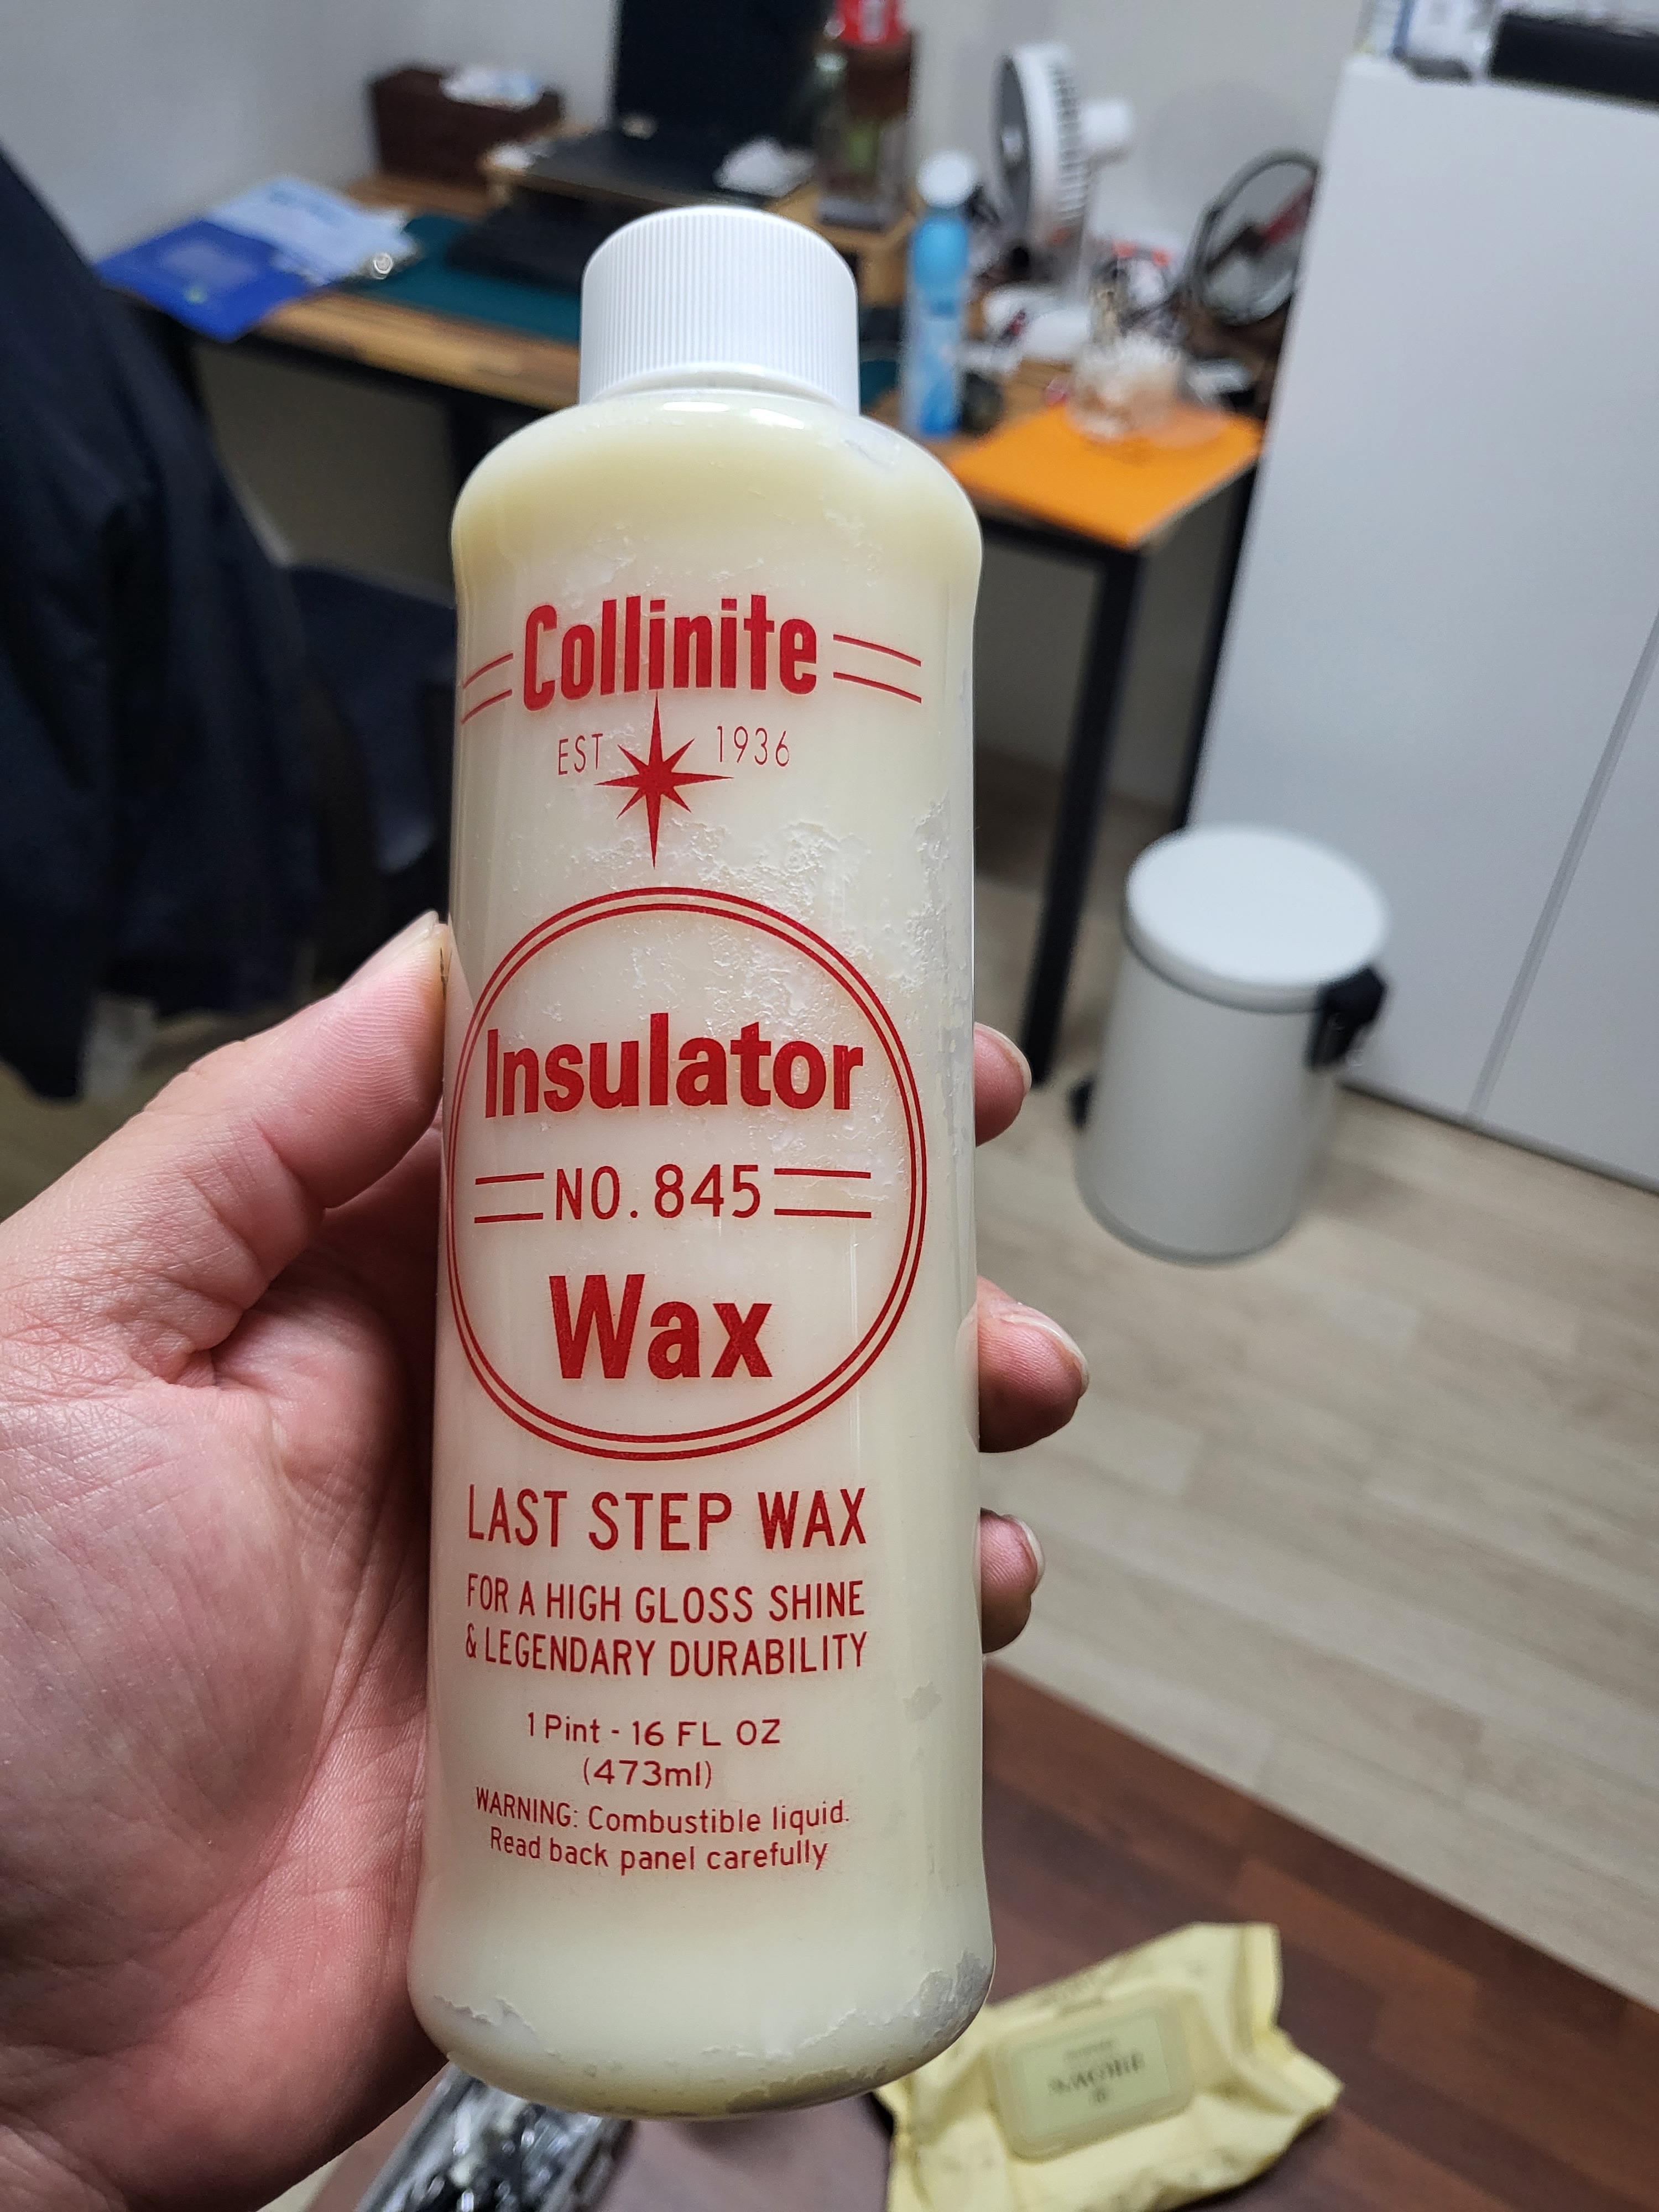 Collinite
EST 1936
Insulator
NO. 845
Wax
LAST STEP WAX
FOR A HIGH GLOSS SHINE
& LEGENDARY DURABILITY
1 Pint - 16 FL OZ
(473ml)
WARNING: Combustible liquid.
Read back panel carefully